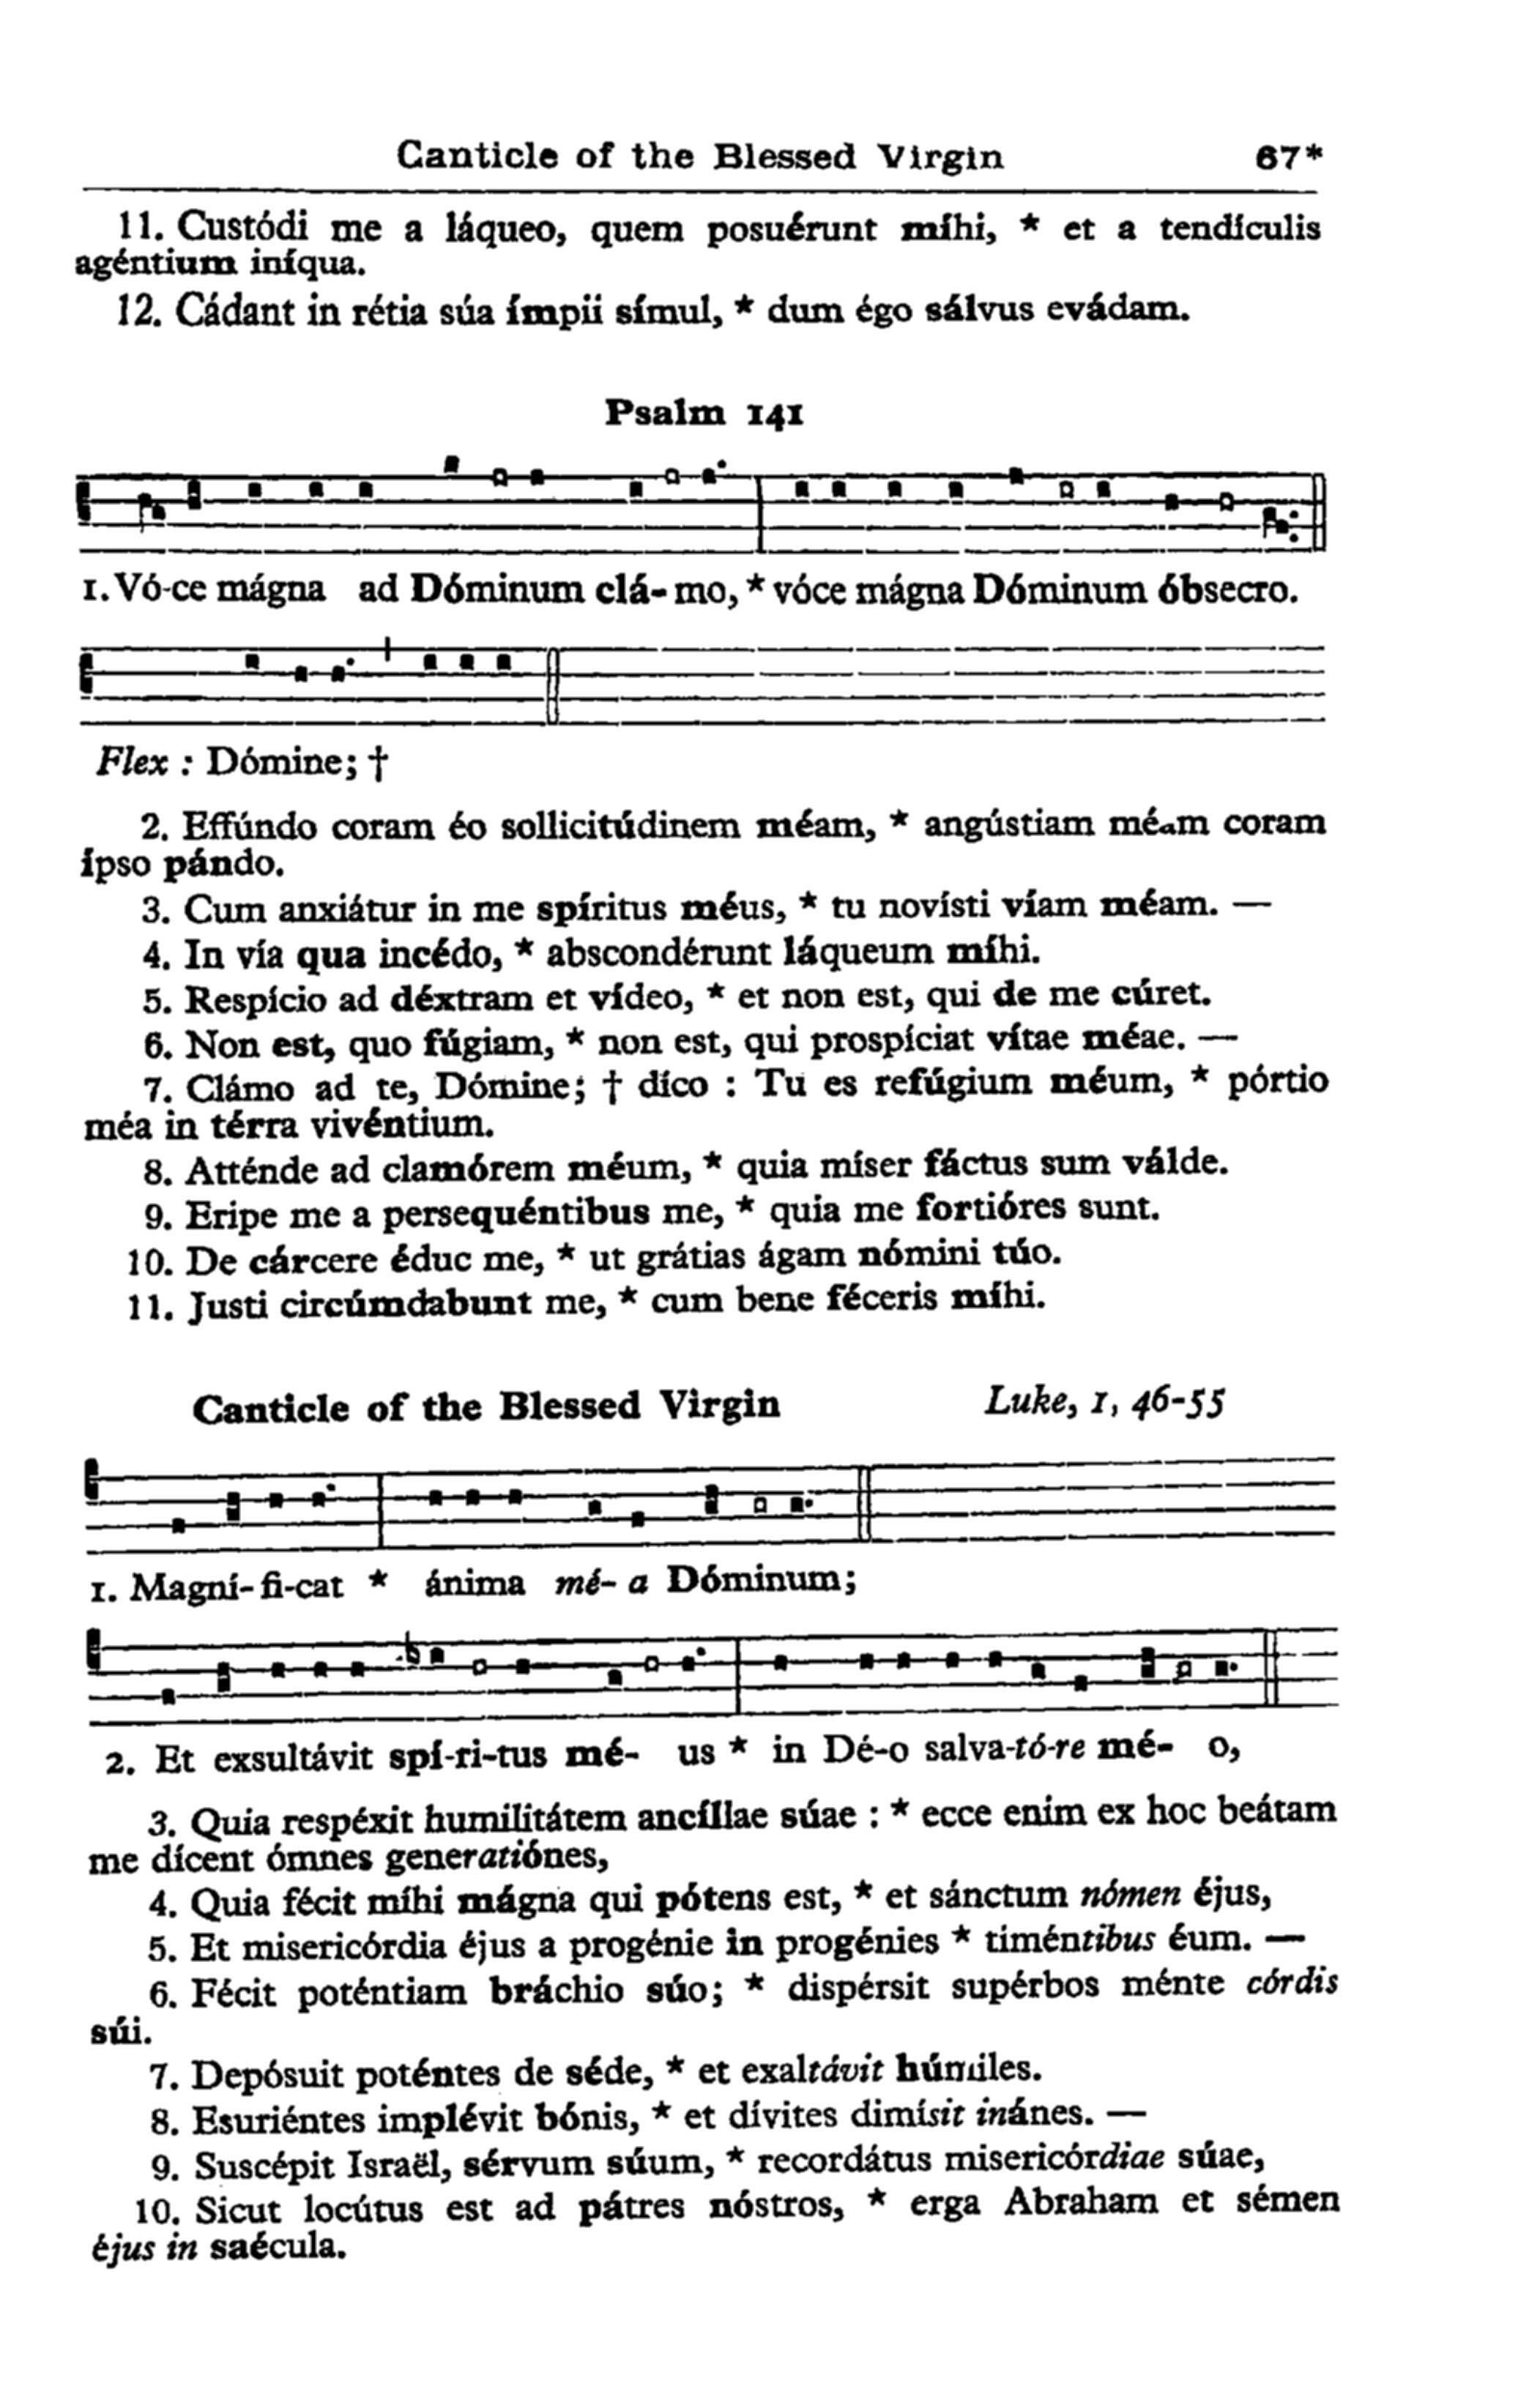 Canticle of the Blessed Virgin 67*
11. Custódi me a láqueo, quem posuérunt míhi, * et a tendículis
agéntium iníqua.
12. Cádant in rétia súa ímpii símul, * dum égo sálvus evádam.
Psalm 141
1. Vó-ce mágna ad Dóminum clá- mo, * vóce mágna Dóminum óbsecro.
Flex : Dómine; †
2. Effúndo coram éo sollicitúdinem méam, * angústiam méam coram
ípso pándo.
3. Cum anxiátur in me spíritus méus, * tu novísti víam méam. —
4. In vía qua incédo, * abscondérunt láqueum míhi.
5. Respício ad déxtram et vídeo, * et non est, qui de me cúret.
6. Non est, quo fúgiam, * non est, qui prospíciat vítae méae. —
7. Clámo ad te, Dómine; † díco : Tu es refúgium méum, * pórtio
méa in térra vivéntium.
8. Atténde ad clamórem méum, * quia míser fáctus sum válde.
9. Eripe me a persequéntibus me, * quia me fortióres sunt.
10. De cárcere éduc me, * ut grátias ágam nómini túo.
11. Justi circúmdabunt me, * cum bene féceris míhi.
Canticle of the Blessed Virgin Luke, 1, 46-55
1. Magní- fi-cat * ánima mé- a Dóminum;
2. Et exsultávit spí-ri-tus mé- us * in Dé-o salva-tó-re mé- o,
3. Quia respéxit humilitátem ancíllae súae : * ecce enim ex hoc beátam
me dícent ómnes generatiónes,
4. Quia fécit míhi mágna qui pótens est, * et sánctum nómen éjus,
5. Et misericórdia éjus a progénie in progénies * timéntibus éum. —
6. Fécit poténtiam bráchio súo; * dispérsit supérbos ménte córdis
súi.
7. Depósuit poténtes de séde, * et exaltávit húmiles.
8. Esuriéntes implévit bónis, * et dívites dimísit inánes. —
9. Suscépit Israël, sérvum súum, * recordátus misericórdiae súae,
10. Sicut locútus est ad pátres nóstros, * erga Abraham et sémen
éjus in saécula.